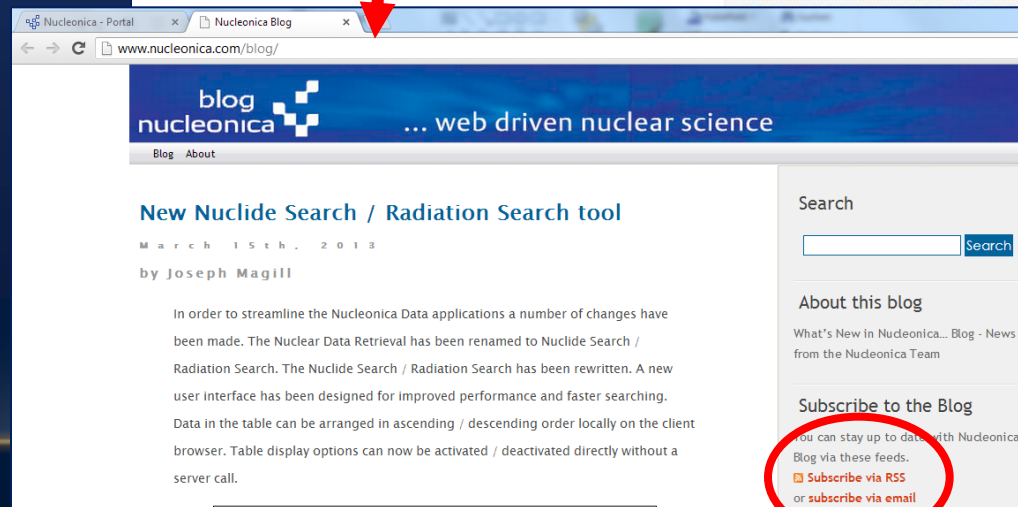 Nucleonica - Portal
Nucleonica Blog
www.nucleonica.com/blog/
blog
nucleonica
... web driven nuclear science
Blog About
New Nuclide Search / Radiation Search tool
March 15th, 2013
by Joseph Magill
In order to streamline the Nucleonica Data applications a number of changes have
been made. The Nuclear Data Retrieval has been renamed to Nuclide Search /
Radiation Search. The Nuclide Search / Radiation Search has been rewritten. A new
user interface has been designed for improved performance and faster searching.
Data in the table can be arranged in ascending / descending order locally on the client
browser. Table display options can now be activated / deactivated directly without a
server call.
Search
Search
About this blog
What's New in Nucleonica... Blog - News
from the Nucleonica Team
Subscribe to the Blog
You can stay up to date with Nucleonica
Blog via these feeds.
Subscribe via RSS
or subscribe via email